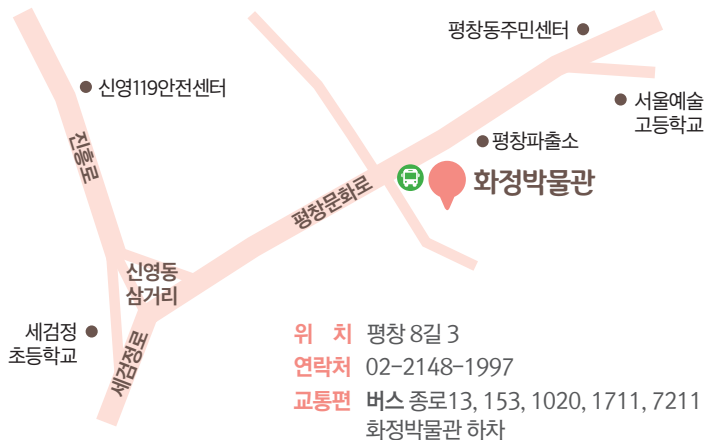 평창동주민센터
신영119안전센터
서울예술
고등학교
평창파출소
진흥로
화정박물관
평창문화로
신영동
삼거리
세검정
초등학교
세검정로
위 치 평창 8길 3
연락처 02-2148-1997
교통편 버스 종로13, 153, 1020, 1711, 7211
화정박물관 하차